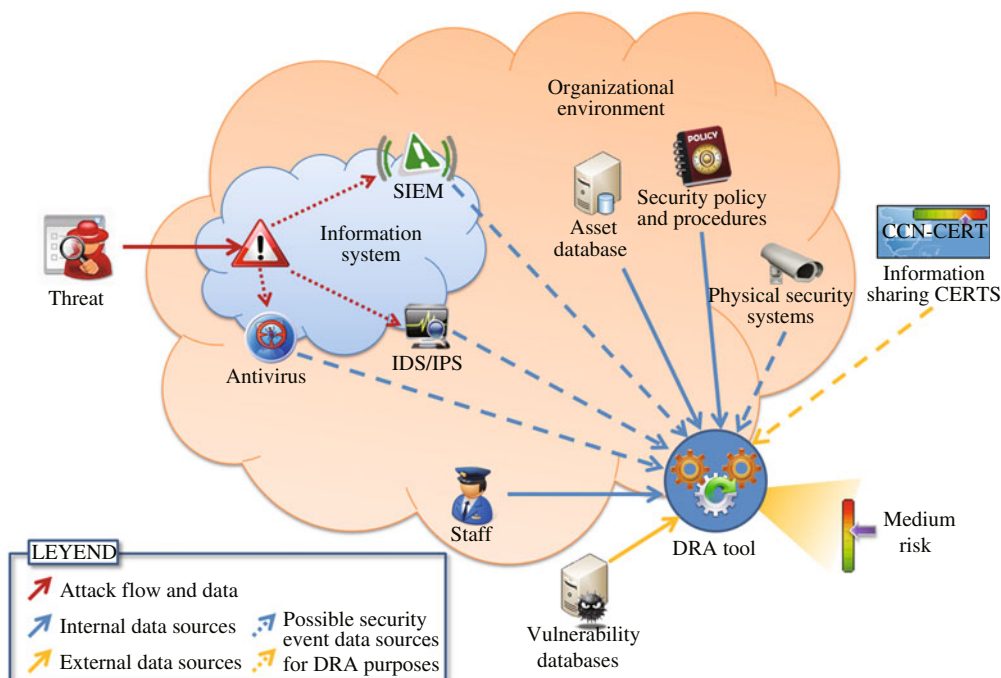 Organizational
environment
POLICY
SIEM
Security policy
and procedures
Asset
database
Information
system
CCN-CERT
Information
sharing CERTS
Threat
Physical security
systems
Antivirus
IDS/IPS
Staff
DRA tool
Medium
risk
Vulnerability
databases
LEYEND
Attack flow and data
Internal data sources
External data sources
Possible security
event data sources
for DRA purposes